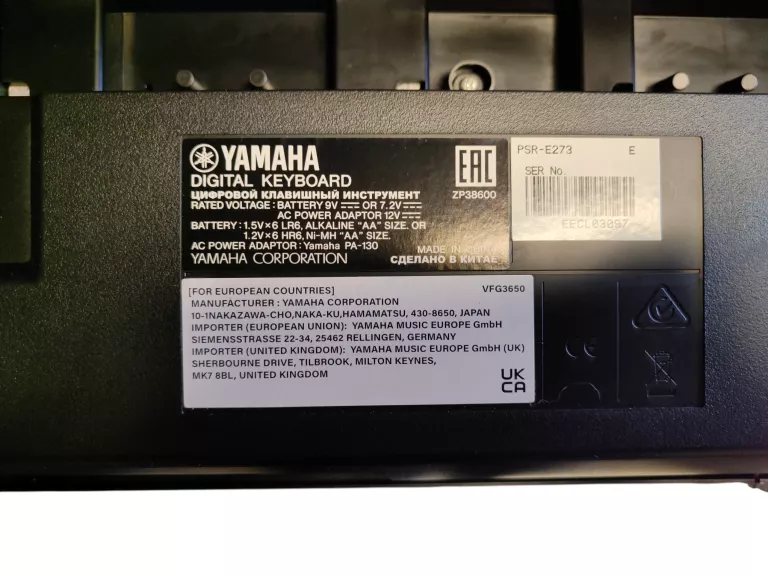 YAMAHA
DIGITAL KEYBOARD
ЦИФРОВОЙ КЛАВИШНЫЙ ИНСТРУМЕНТ
RATED VOLTAGE: BATTERY 9V OR 7.2V
AC POWER ADAPTOR 12V
BATTERY : 1.5V×6 LR6, ALKALINE "AA" SIZE. OR
1.2V×6 HR6, Ni-MH "AA" SIZE.
AC POWER ADAPTOR: Yamaha PA-130
YAMAHA CORPORATION
EAC
ZP38600
MADE IN CHINA
СДЕЛАНО В КИТАЕ
PSR-E273 E
SER No.
EECL03097
[FOR EUROPEAN COUNTRIES] VFG3650
MANUFACTURER : YAMAHA CORPORATION
10-1NAKAZAWA-CHO,NAKA-KU,HAMAMATSU, 430-8650, JAPAN
IMPORTER (EUROPEAN UNION): YAMAHA MUSIC EUROPE GmbH
SIEMENSSTRASSE 22-34, 25462 RELLINGEN, GERMANY
IMPORTER (UNITED KINGDOM): YAMAHA MUSIC EUROPE GmbH (UK)
SHERBOURNE DRIVE, TILBROOK, MILTON KEYNES,
MK7 8BL, UNITED KINGDOM
UK
CA
CE